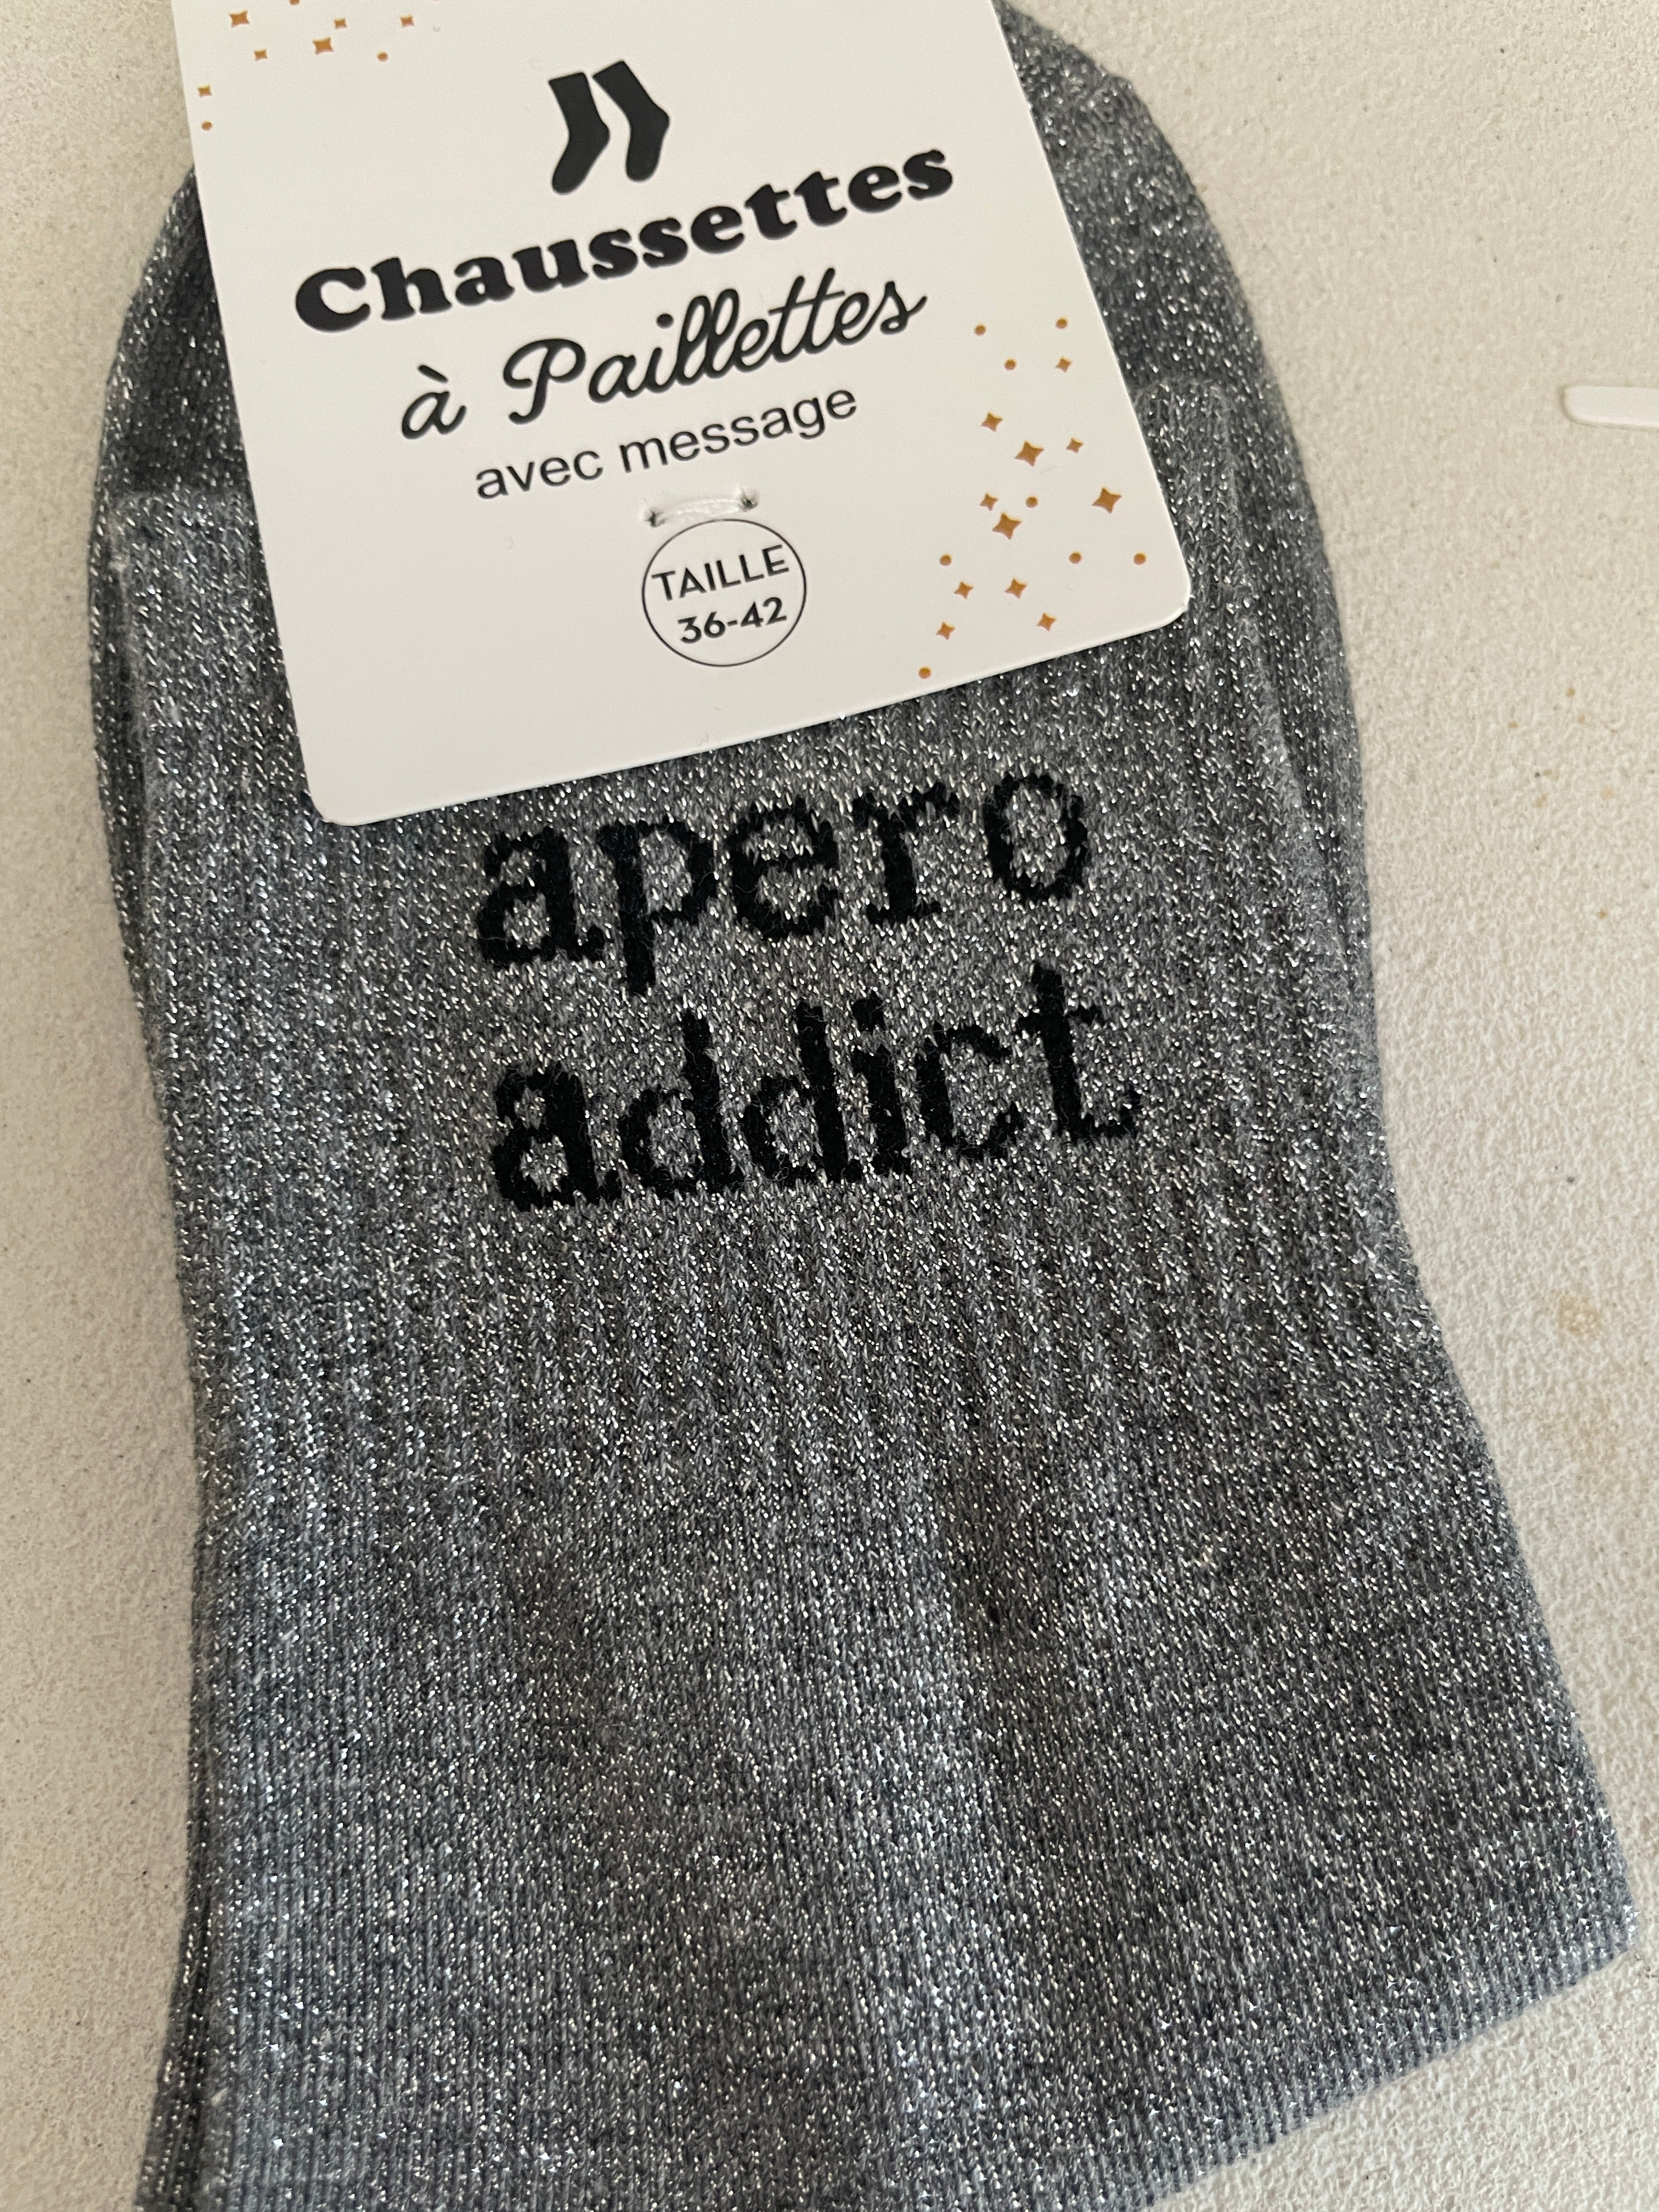 Chaussettes
à Paillettes
avec message
TAILLE
36-42
apero
addict